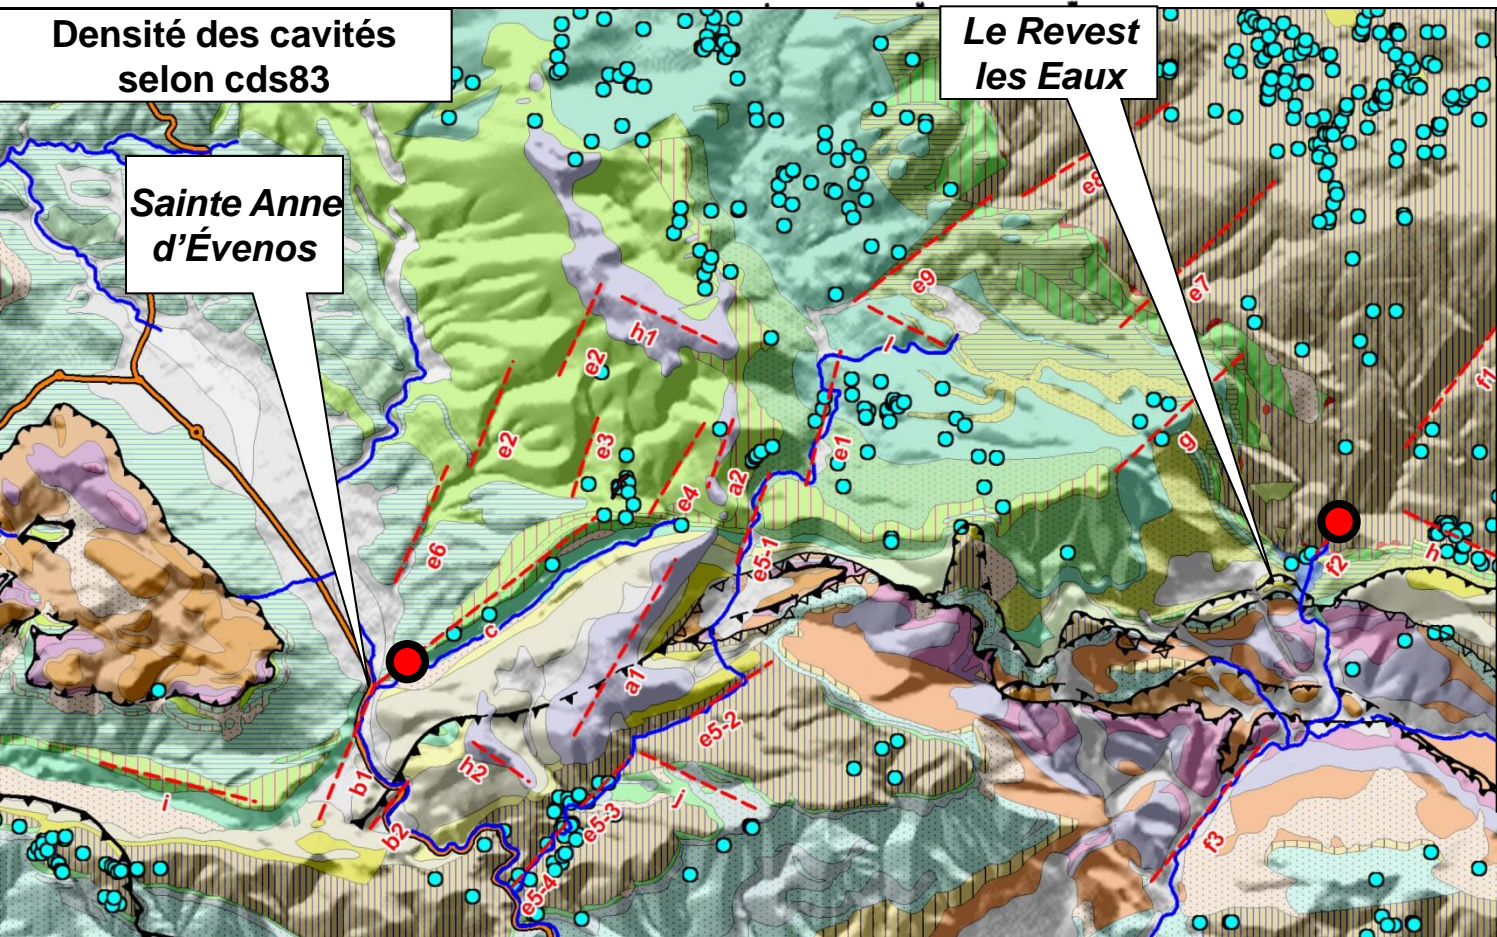 Densité des cavités
selon cds83
Le Revest
les Eaux
Sainte Anne
d'Évenos
e8
e7
e9
h1
l
e2
f1
e2
e3
e1
g
e4
a2
e6
e5-1
h
f2
c
a1
e5-2
h2
b1
i
j
b2
e5-3
f3
e5-4